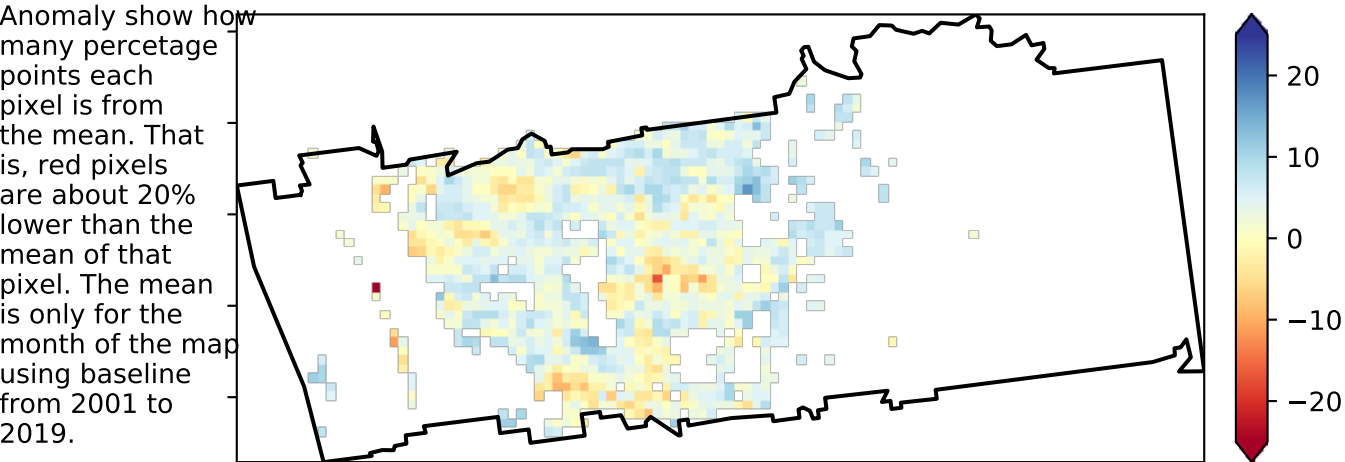 Anomaly show how
many percetage
points each
pixel is from
the mean. That
is, red pixels
are about 20%
lower than the
mean of that
pixel. The mean
is only for the
month of the map
using baseline
from 2001 to
2019.
20
10
0
−10
−20